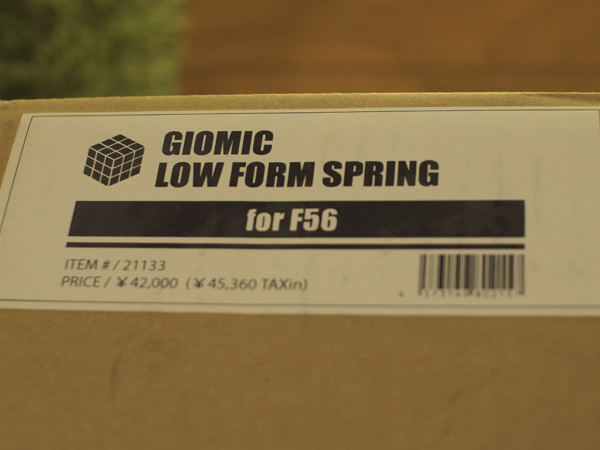 GIOMIC
LOW FORM SPRING
for F56
ITEM # / 21133
PRICE / ¥ 42,000 (¥ 45,360 TAXin)